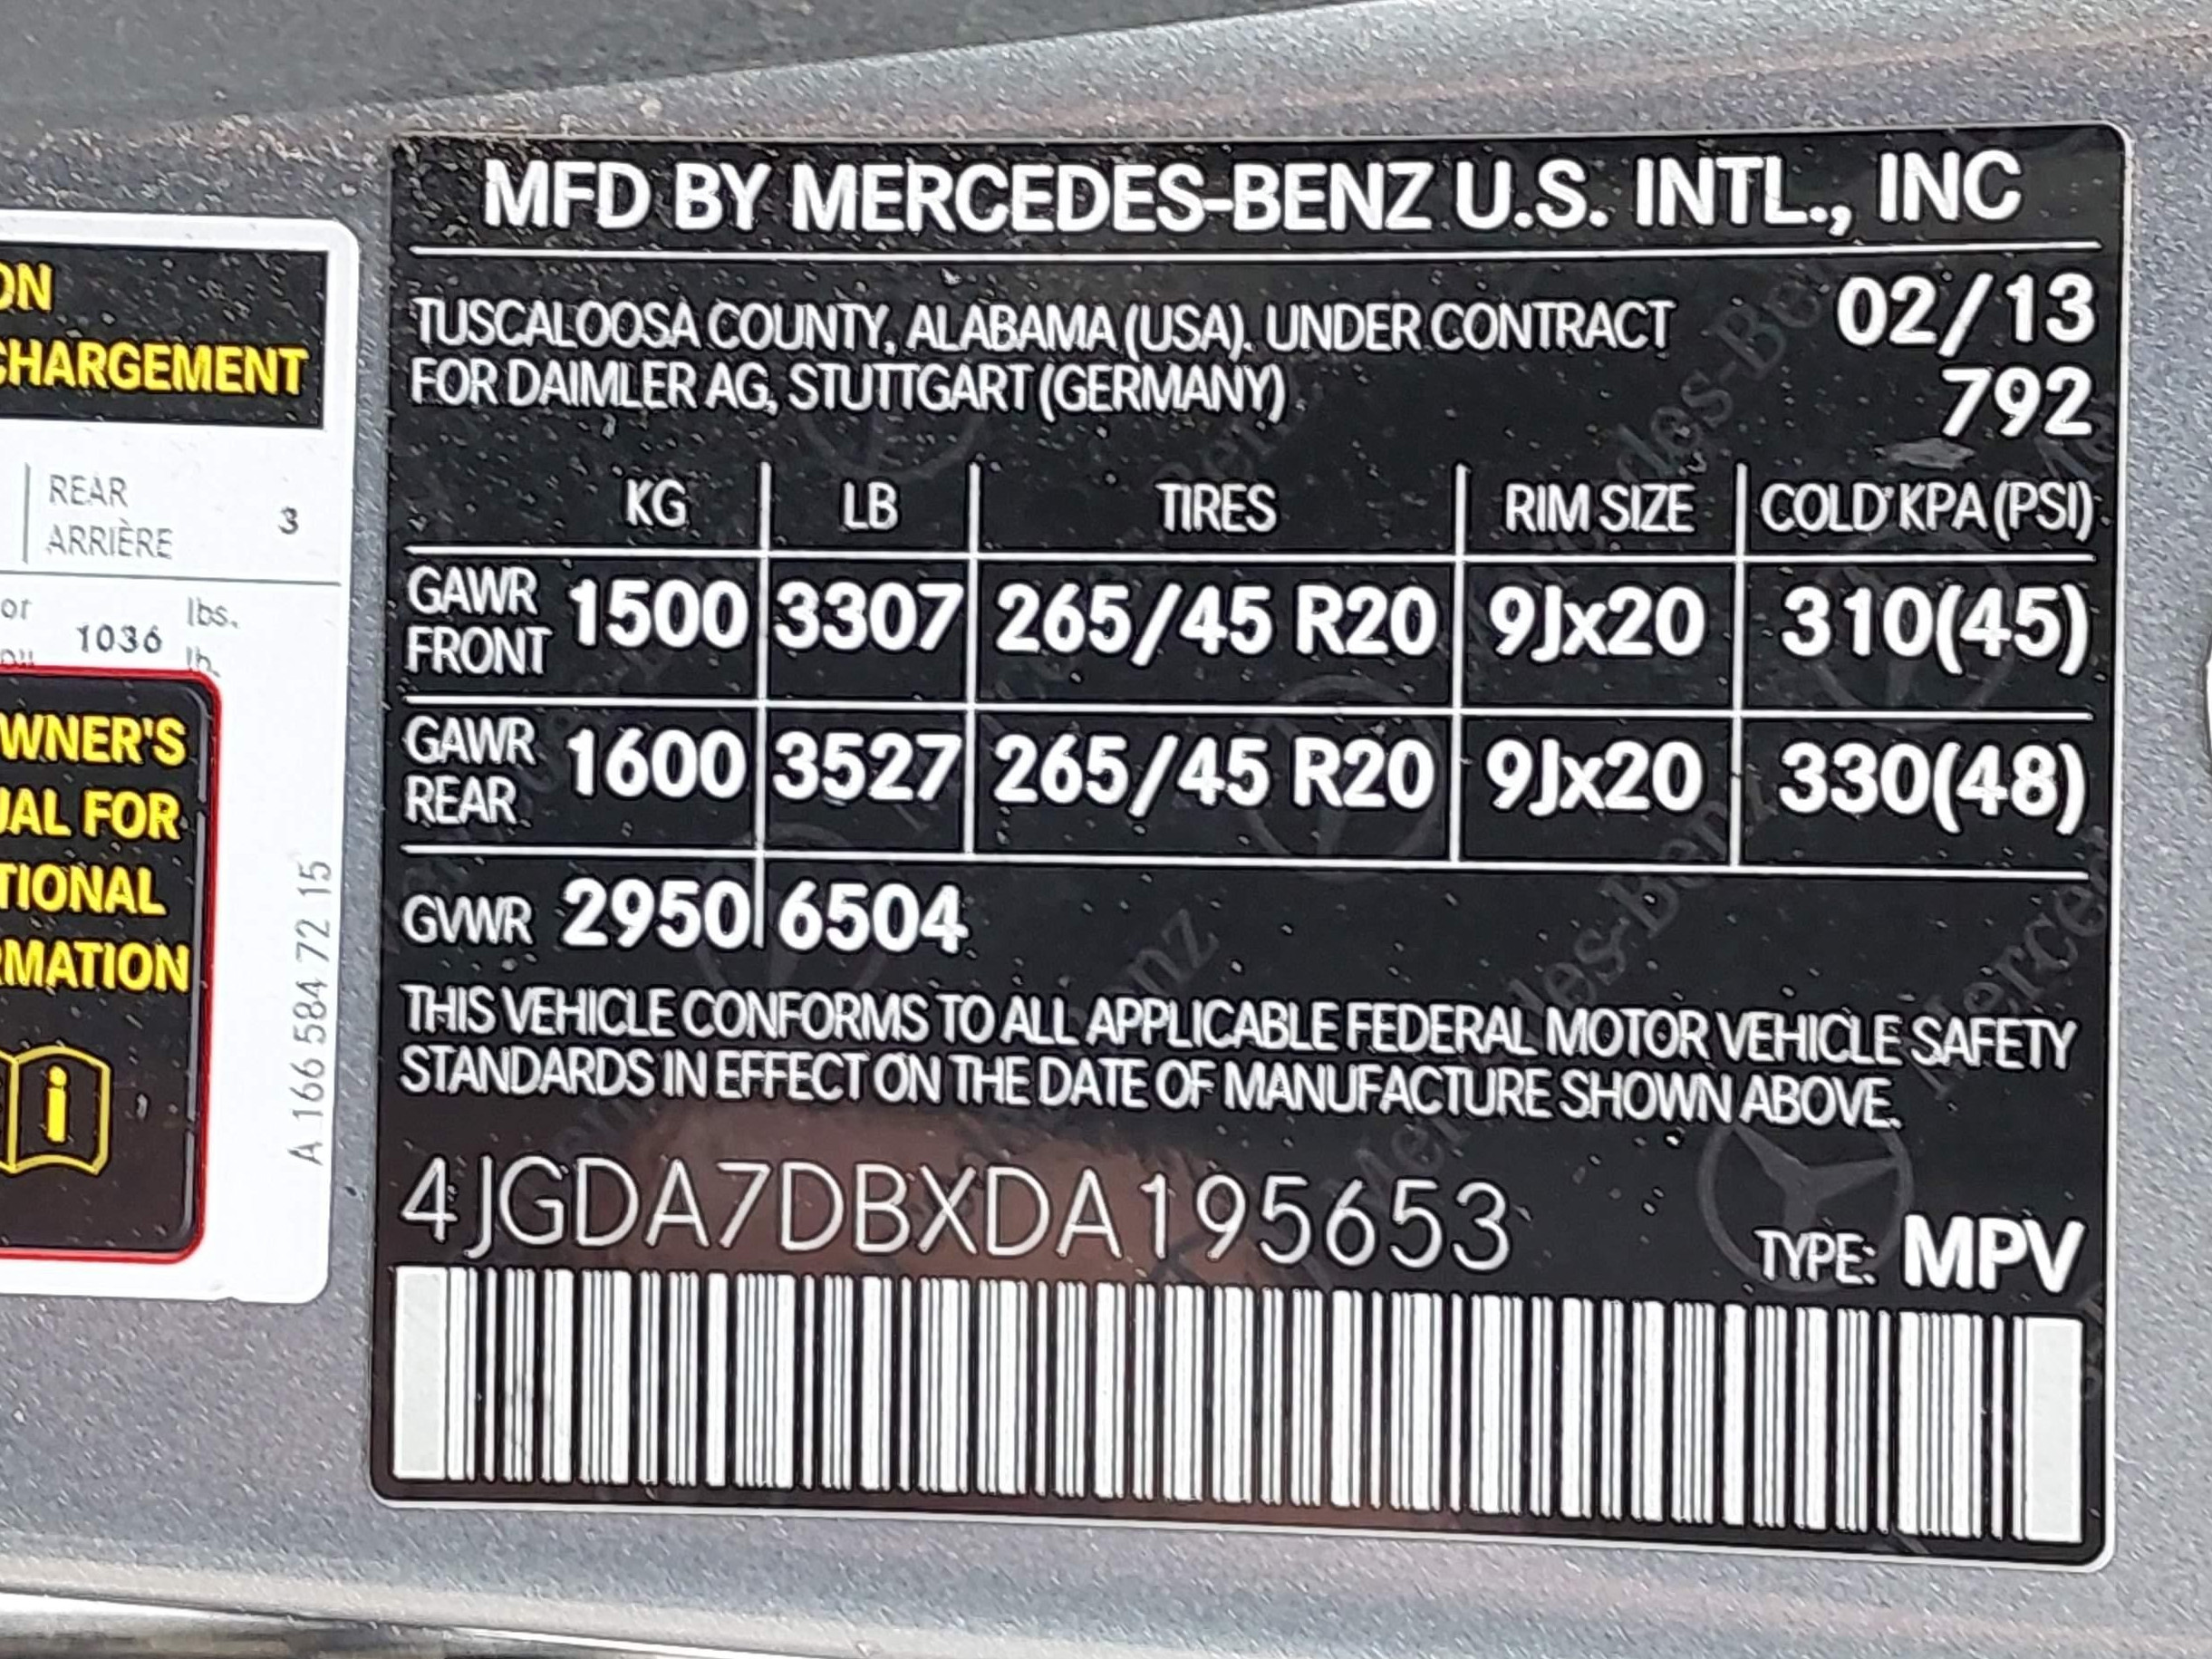 ON
CHARGEMENT
REAR
ARRIÈRE
3
or 1036 lbs.
ou lb.
WNER'S
UAL FOR
TIONAL
RMATION
i
A 166 584 72 15
MFD BY MERCEDES-BENZ U.S. INTL., INC
TUSCALOOSA COUNTY, ALABAMA (USA). UNDER CONTRACT
FOR DAIMLER AG, STUTTGART (GERMANY)
02/13
792
KG LB TIRES RIM SIZE COLD KPA (PSI)
GAWR FRONT 1500 3307 265/45 R20 9Jx20 310(45)
GAWR REAR 1600 3527 265/45 R20 9Jx20 330(48)
GVWR 2950 6504
THIS VEHICLE CONFORMS TO ALL APPLICABLE FEDERAL MOTOR VEHICLE SAFETY
STANDARDS IN EFFECT ON THE DATE OF MANUFACTURE SHOWN ABOVE.
4JGDA7DBXDA195653
TYPE: MPV